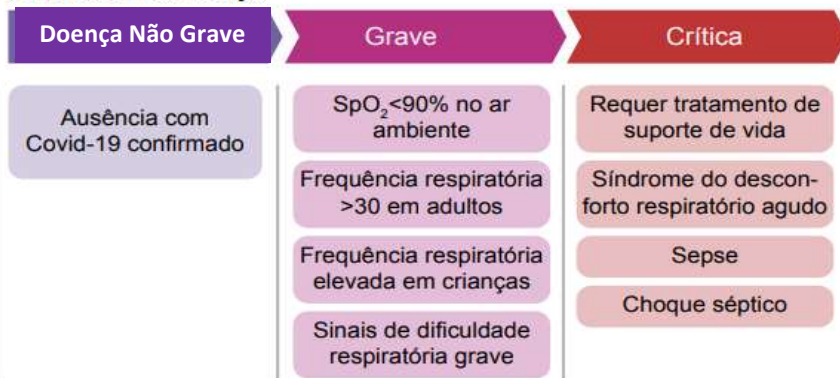 Doença Não Grave
Grave
Crítica
Ausência com
Covid-19 confirmado
SpO₂<90% no ar
ambiente
Frequência respiratória
>30 em adultos
Frequência respiratória
elevada em crianças
Sinais de dificuldade
respiratória grave
Requer tratamento de
suporte de vida
Síndrome do descon-
forto respiratório agudo
Sepse
Choque séptico